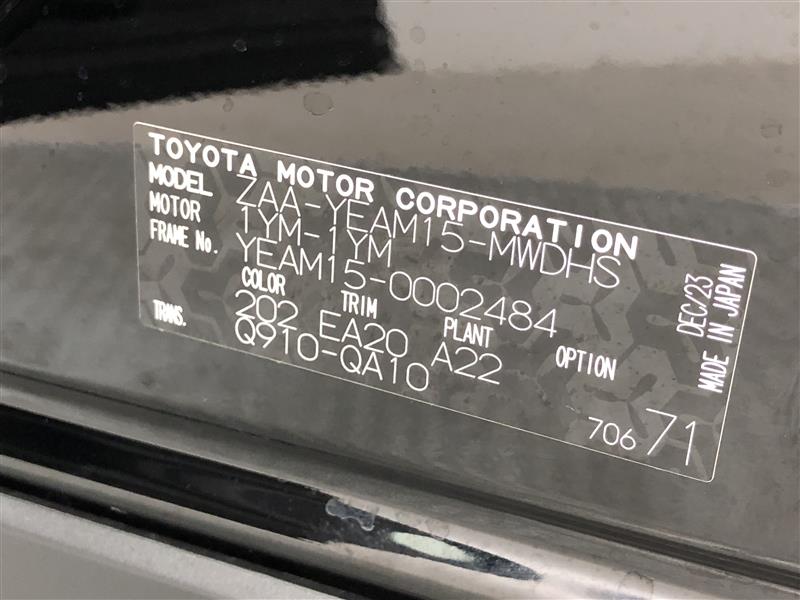 TOYOTA MOTOR CORPORATION
MODEL ZAA-YEAM15-MWDHS
MOTOR 1YM-1YM
FRAME No. YEAM15-0002484
COLOR TRIM PLANT OPTION
202 EA20 A22
TRANS. Q910-QA10
DEC/23
MADE IN JAPAN
706 71